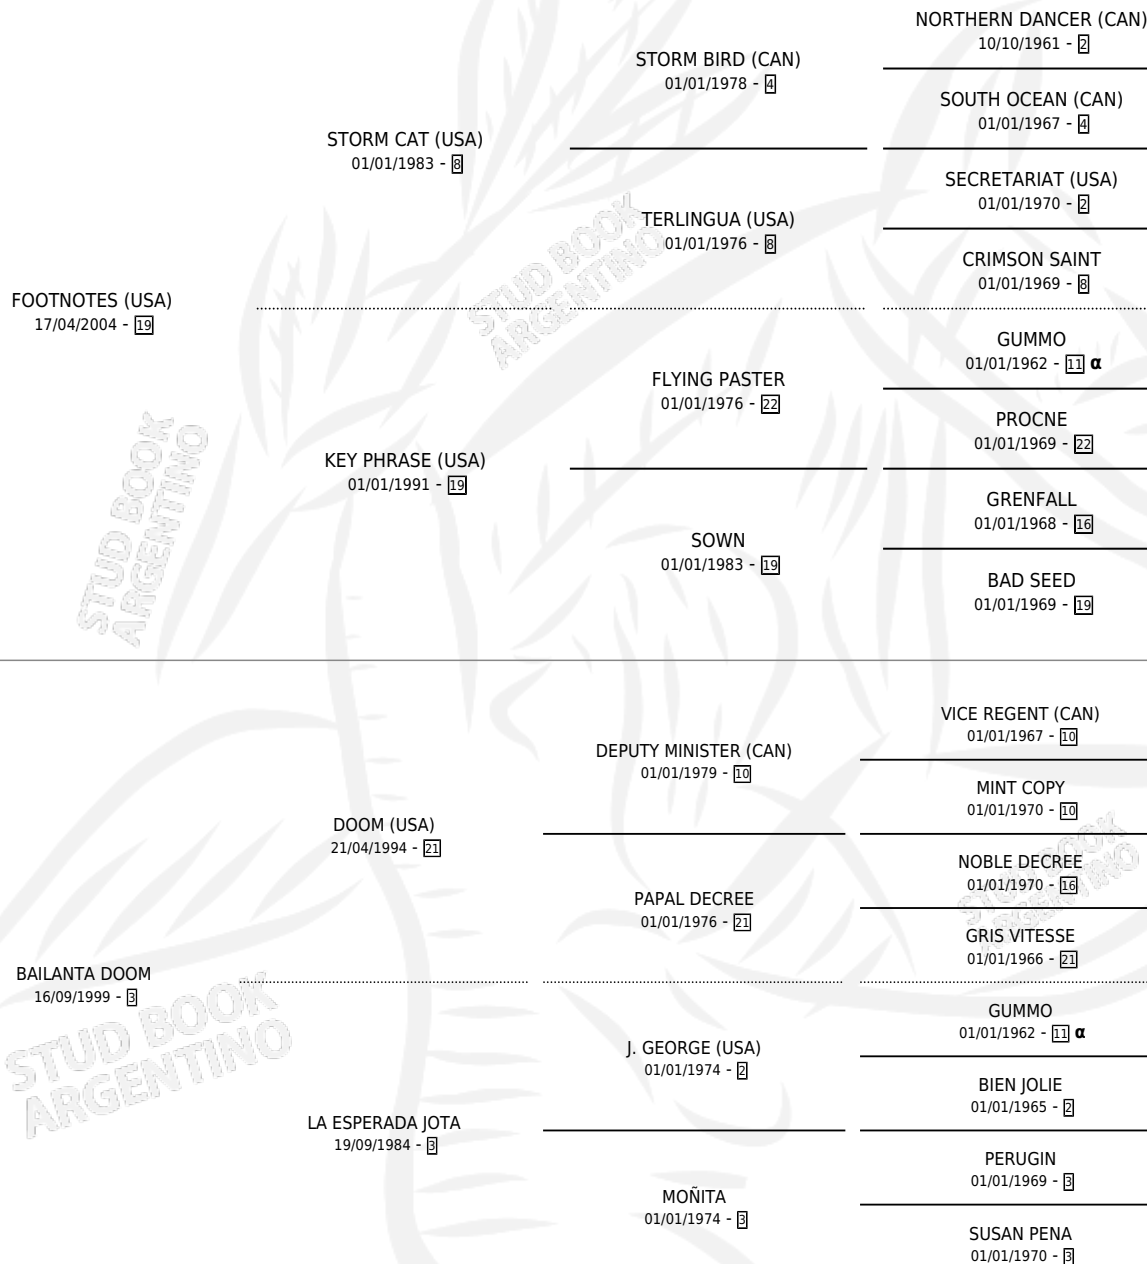 NORTHERN DANCER (CAN)
10/10/1961 - 2
STORM BIRD (CAN)
01/01/1978 - 4
SOUTH OCEAN (CAN)
01/01/1967 - 4
STORM CAT (USA)
01/01/1983 - 8
SECRETARIAT (USA)
01/01/1970 - 2
TERLINGUA (USA)
01/01/1976 - 8
CRIMSON SAINT
01/01/1969 - 8
FOOTNOTES (USA)
17/04/2004 - 19
GUMMO
01/01/1962 - 11 α
FLYING PASTER
01/01/1976 - 22
PROCNE
01/01/1969 - 22
KEY PHRASE (USA)
01/01/1991 - 19
GRENFALL
01/01/1968 - 16
SOWN
01/01/1983 - 19
BAD SEED
01/01/1969 - 19
VICE REGENT (CAN)
01/01/1967 - 10
DEPUTY MINISTER (CAN)
01/01/1979 - 10
MINT COPY
01/01/1970 - 10
DOOM (USA)
21/04/1994 - 21
NOBLE DECREE
01/01/1970 - 16
PAPAL DECREE
01/01/1976 - 21
GRIS VITESSE
01/01/1966 - 21
BAILANTA DOOM
16/09/1999 - 3
GUMMO
01/01/1962 - 11 α
J. GEORGE (USA)
01/01/1974 - 2
BIEN JOLIE
01/01/1965 - 2
LA ESPERADA JOTA
19/09/1984 - 3
PERUGIN
01/01/1969 - 3
MOÑITA
01/01/1974 - 3
SUSAN PENA
01/01/1970 - 3
STUD BOOK
ARGENTINO
STUD BOOK
ARGENTINO
STUD BOOK
ARGENTINO
STUD BOOK
ARGENTINO